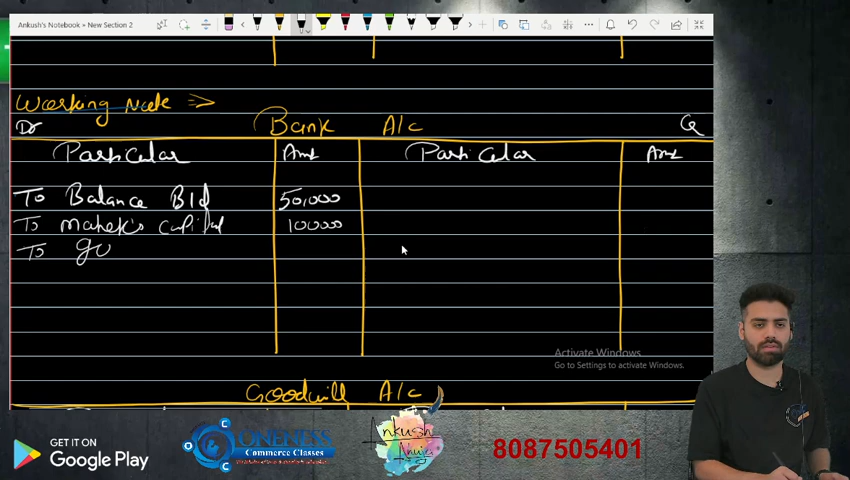 Ankush's Notebook » New Section 2
Working Note =>
Dr Bank A/c Cr
Particular Amt Particular Amt
To Balance B/d 50,000
To mahek's capital 100000
To go
Activate Windows
Go to Settings to activate Windows.
Goodwill A/c
GET IT ON
Google Play
ONENESS
Commerce Classes
Ankush
8087505401